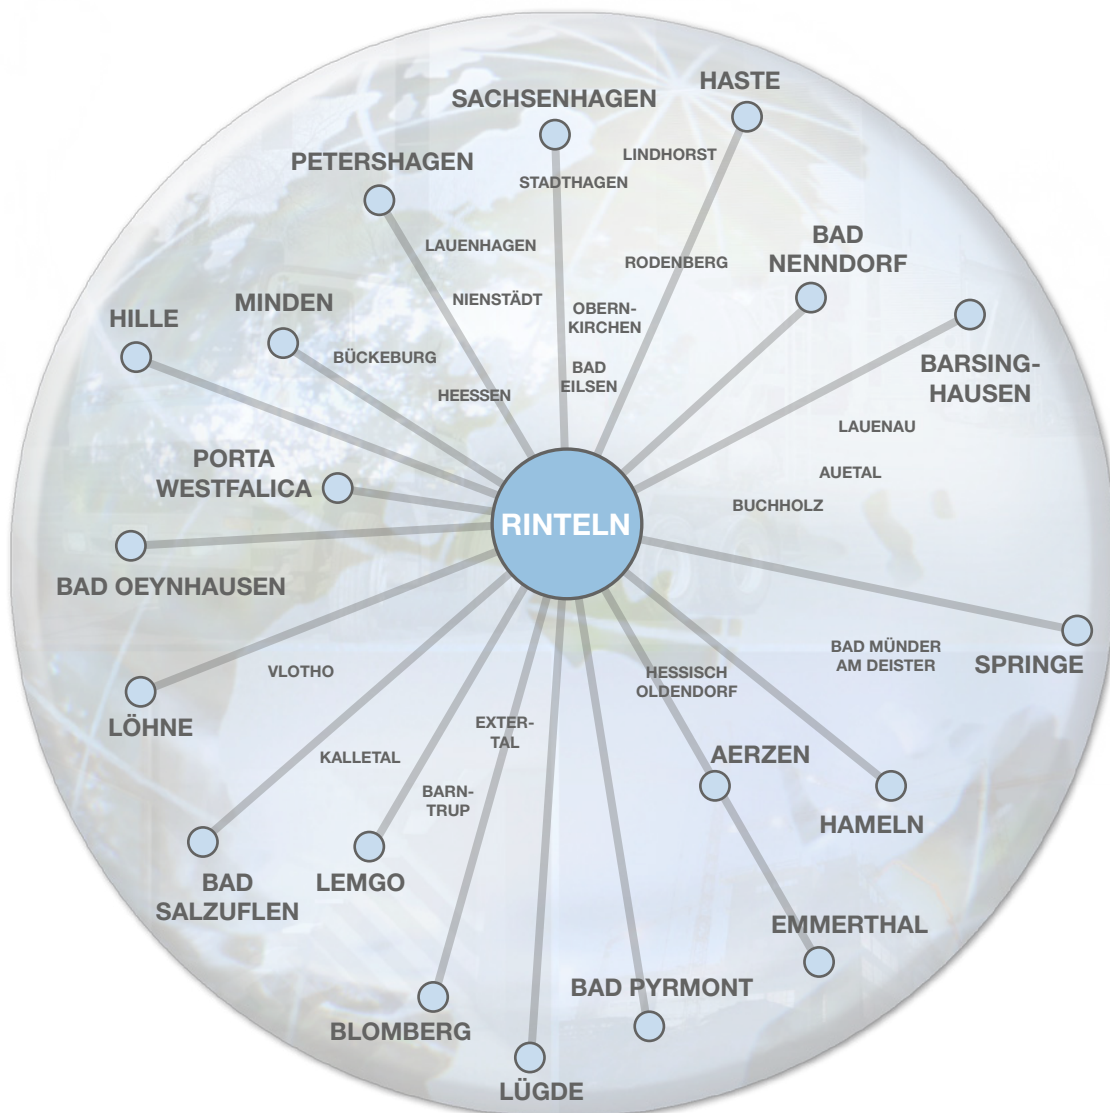 HASTE
SACHSENHAGEN
LINDHORST
PETERSHAGEN
STADTHAGEN
LAUENHAGEN
BAD
NENNDORF
RODENBERG
NIENSTÄDT
MINDEN
OBERN-
KIRCHEN
HILLE
BÜCKEBURG
BAD
EILSEN
BARSING-
HAUSEN
HEESSEN
LAUENAU
PORTA
WESTFALICA
AUETAL
BUCHHOLZ
RINTELN
BAD OEYNHAUSEN
BAD MÜNDER
AM DEISTER
SPRINGE
VLOTHO
HESSISCH
OLDENDORF
LÖHNE
EXTER-
TAL
KALLETAL
AERZEN
BARN-
TRUP
HAMELN
BAD
SALZUFLEN
LEMGO
EMMERTHAL
BAD PYRMONT
BLOMBERG
LÜGDE